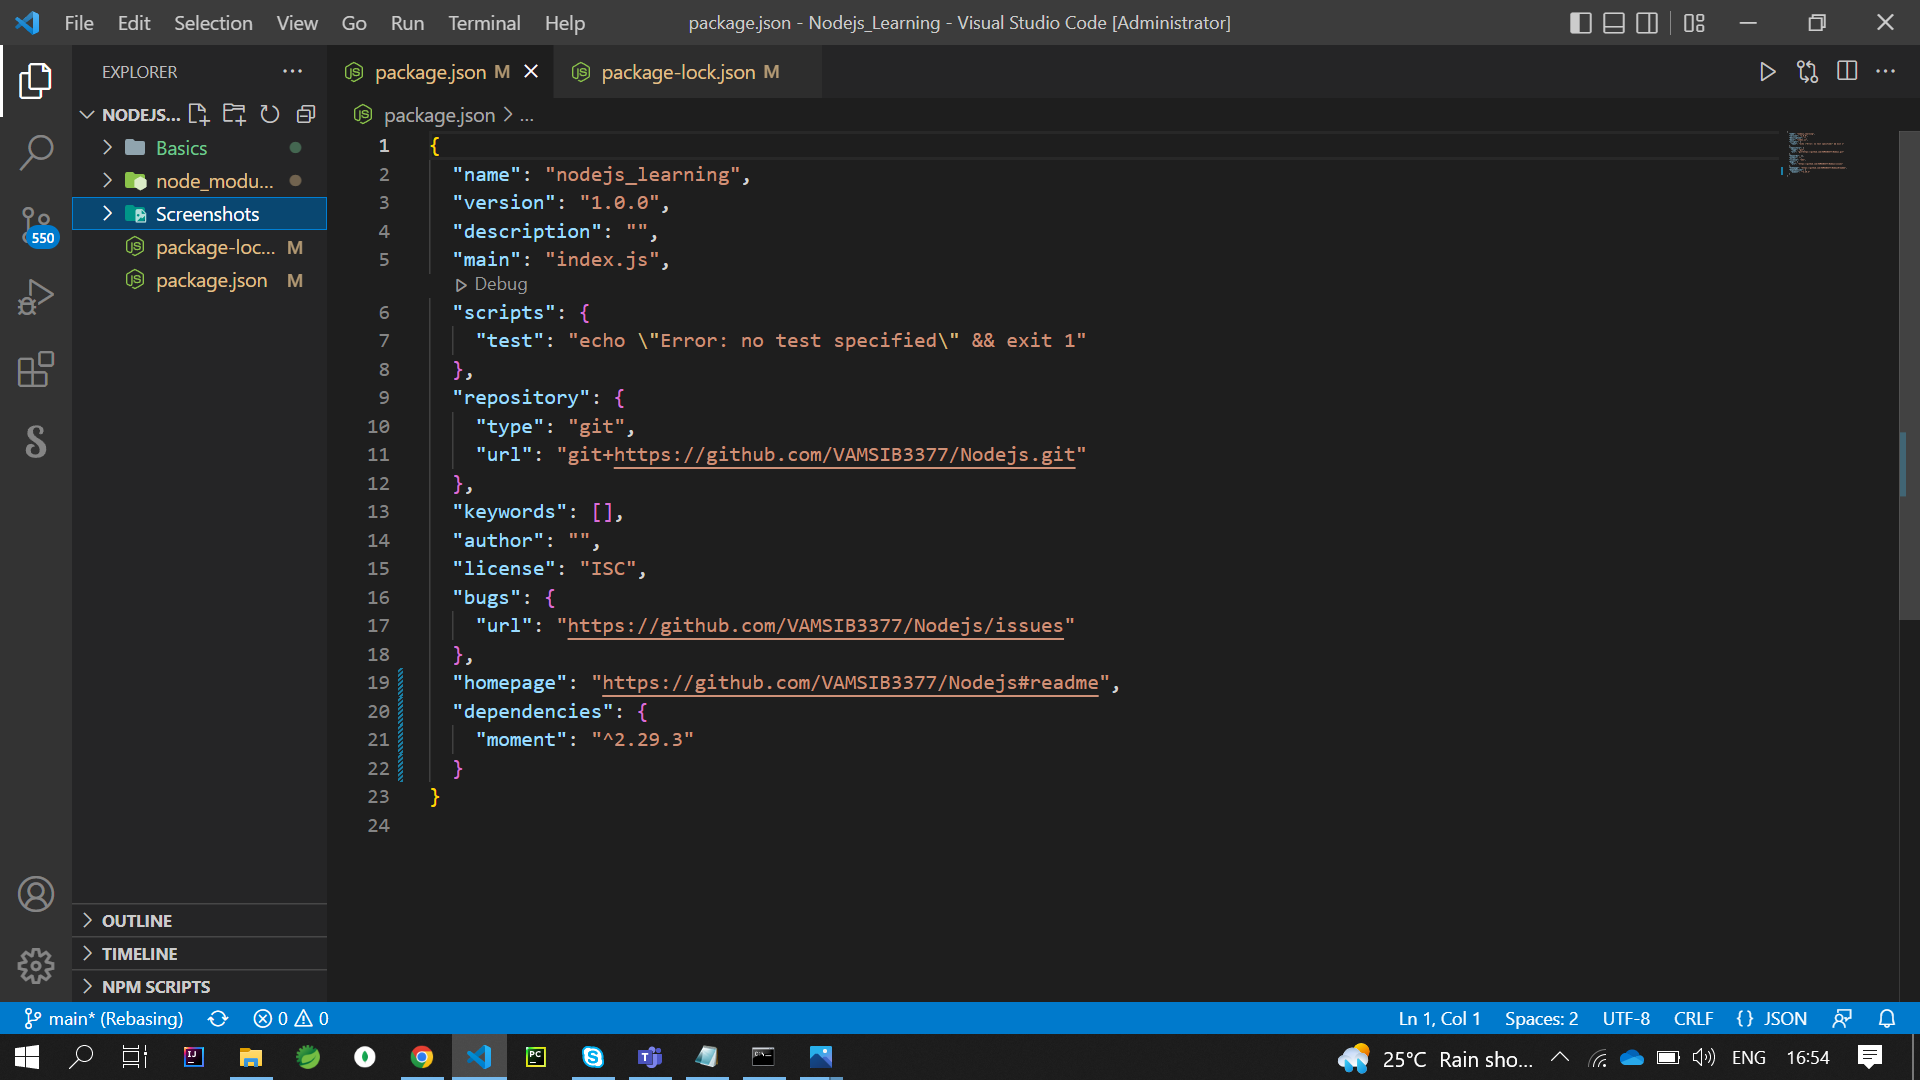 File Edit Selection View Go Run Terminal Help
package.json - Nodejs_Learning - Visual Studio Code [Administrator]
EXPLORER
NODEJS...
Basics
node_modu...
Screenshots
package-loc... M
package.json M
OUTLINE
TIMELINE
NPM SCRIPTS
550
package.json M
package-lock.json M
package.json > ...
1 {
2 "name": "nodejs_learning",
3 "version": "1.0.0",
4 "description": "",
5 "main": "index.js",
Debug
6 "scripts": {
7 "test": "echo \"Error: no test specified\" && exit 1"
8 },
9 "repository": {
10 "type": "git",
11 "url": "git+https://github.com/VAMSIB3377/Nodejs.git"
12 },
13 "keywords": [],
14 "author": "",
15 "license": "ISC",
16 "bugs": {
17 "url": "https://github.com/VAMSIB3377/Nodejs/issues"
18 },
19 "homepage": "https://github.com/VAMSIB3377/Nodejs#readme",
20 "dependencies": {
21 "moment": "^2.29.3"
22 }
23 }
24
main* (Rebasing) 0 0
Ln 1, Col 1 Spaces: 2 UTF-8 CRLF {} JSON
25°C Rain sho... ENG 16:54